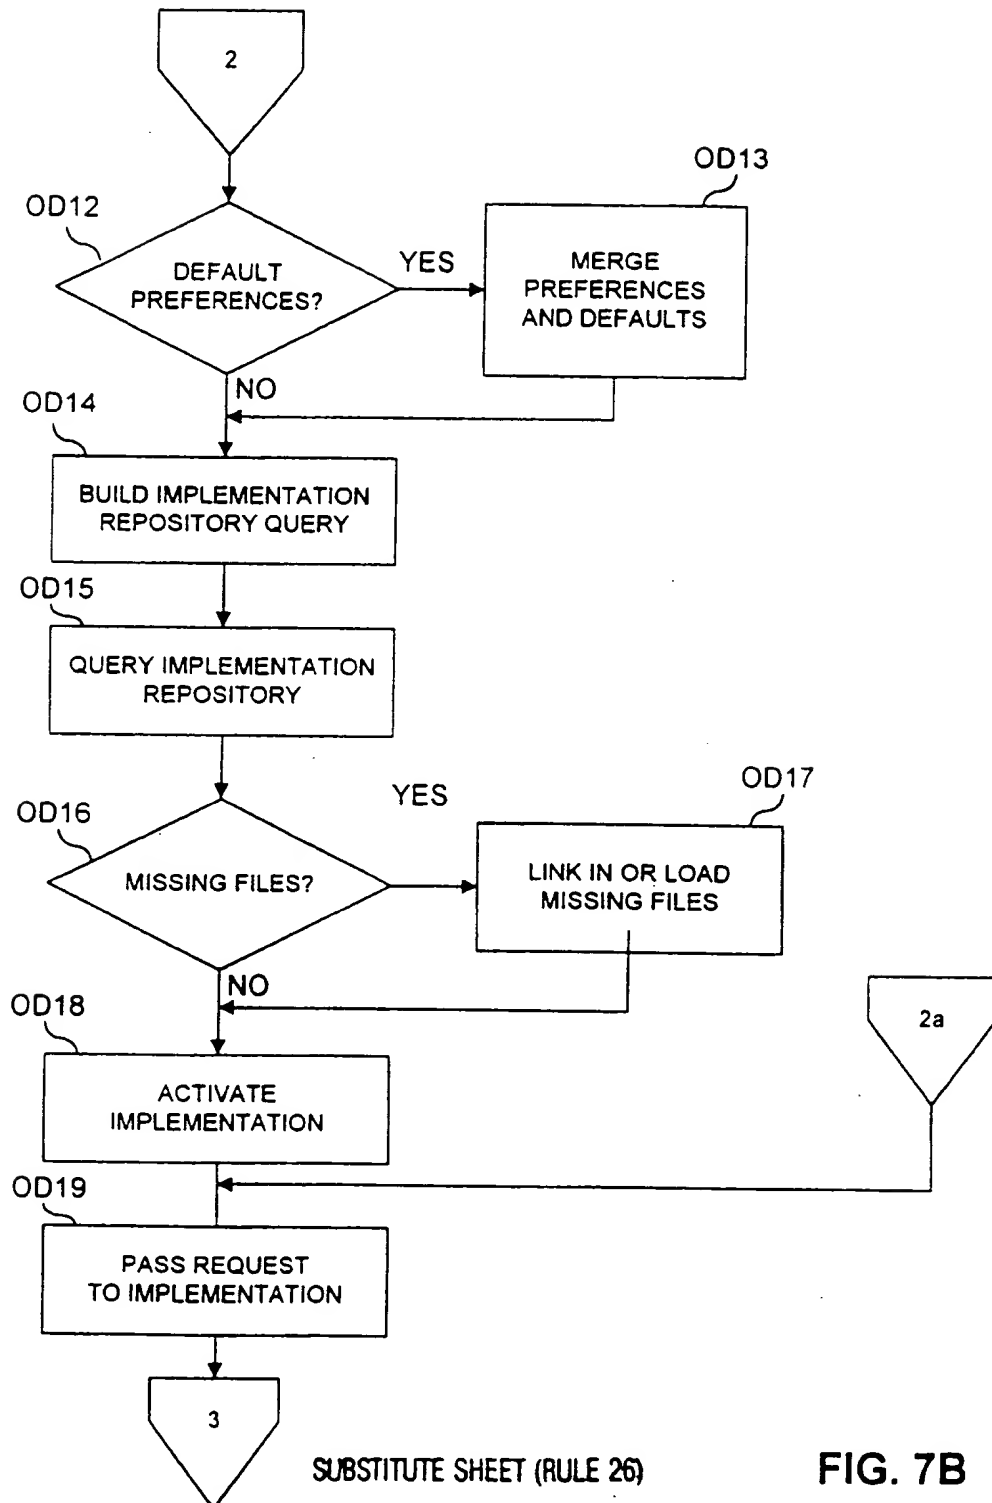 2
OD12
DEFAULT
PREFERENCES?
YES
OD13
MERGE
PREFERENCES
AND DEFAULTS
NO
OD14
BUILD IMPLEMENTATION
REPOSITORY QUERY
OD15
QUERY IMPLEMENTATION
REPOSITORY
OD16
MISSING FILES?
YES
OD17
LINK IN OR LOAD
MISSING FILES
NO
OD18
ACTIVATE
IMPLEMENTATION
2a
OD19
PASS REQUEST
TO IMPLEMENTATION
3
SUBSTITUTE SHEET (RULE 26)
FIG. 7B